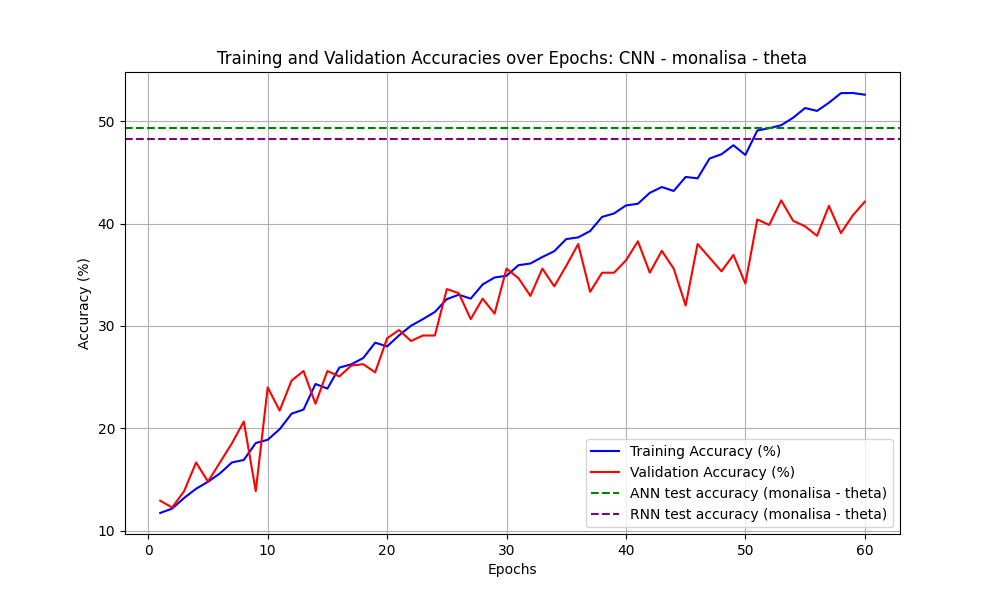 Training and Validation Accuracies over Epochs: CNN - monalisa - theta
Accuracy (%)
50
40
30
20
10
0
10
20
30
40
50
60
Epochs
Training Accuracy (%)
Validation Accuracy (%)
ANN test accuracy (monalisa - theta)
RNN test accuracy (monalisa - theta)